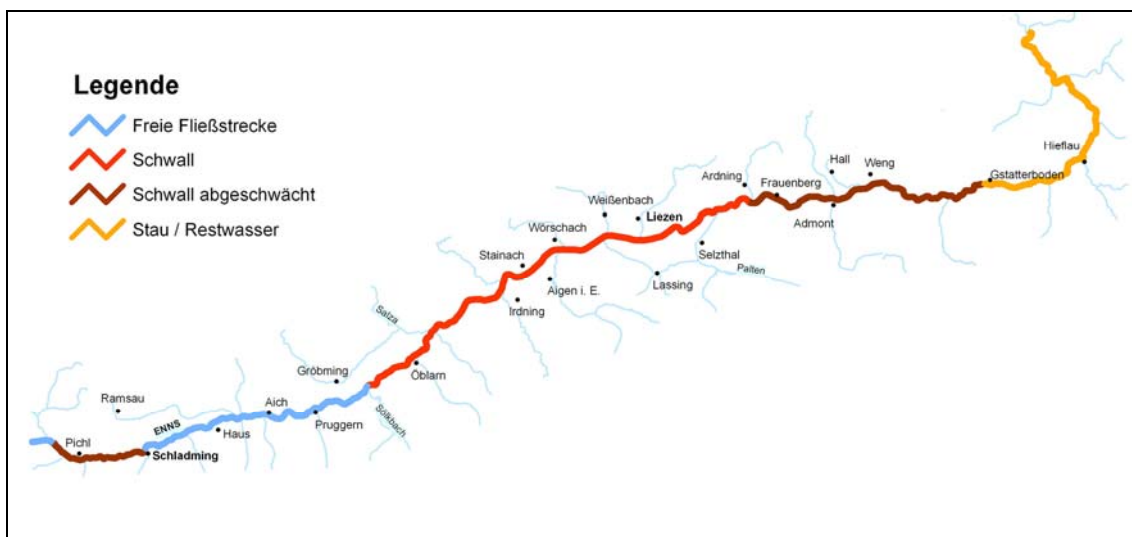 Legende
Freie Fließstrecke
Schwall
Schwall abgeschwächt
Stau / Restwasser
Hieflau
Gstatterboden
Hall
Weng
Ardning
Frauenberg
Admont
Weißenbach
Liezen
Selzthal
Palten
Lassing
Wörschach
Stainach
Aigen i. E.
Irdning
Salza
Gröbming
Öblarn
Sölkbach
Ramsau
Aich
Pruggern
ENNS
Haus
Pichl
Schladming